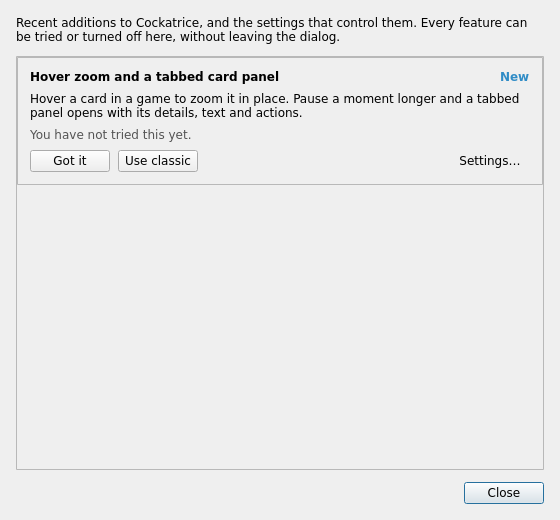 Recent additions to Cockatrice, and the settings that control them. Every feature can
be tried or turned off here, without leaving the dialog.
Hover zoom and a tabbed card panel
New
Hover a card in a game to zoom it in place. Pause a moment longer and a tabbed
panel opens with its details, text and actions.
You have not tried this yet.
Got it
Use classic
Settings...
Close